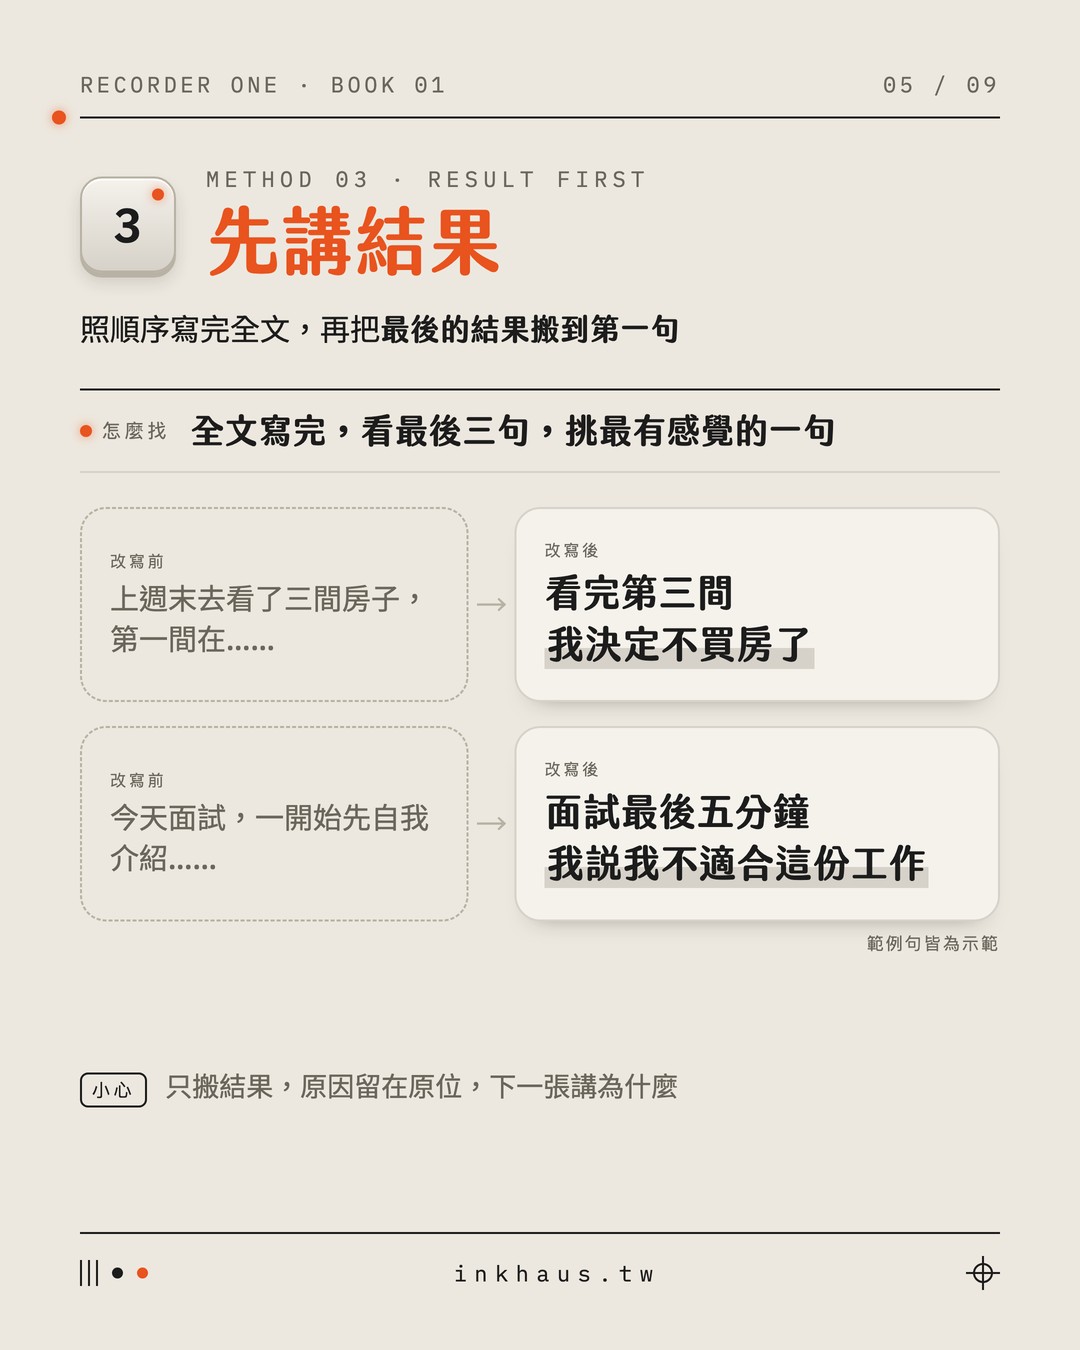 RECORDER ONE · BOOK 01
05 / 09
METHOD 03 · RESULT FIRST
3
先講結果
照順序寫完全文，再把最後的結果搬到第一句
怎麼找
全文寫完，看最後三句，挑最有感覺的一句
改寫前
上週末去看了三間房子，
第一間在……
→
改寫後
看完第三間
我決定不買房了
改寫前
今天面試，一開始先自我
介紹……
→
改寫後
面試最後五分鐘
我說我不適合這份工作
範例句皆為示範
小心
只搬結果，原因留在原位，下一張講為什麼
inkhaus.tw